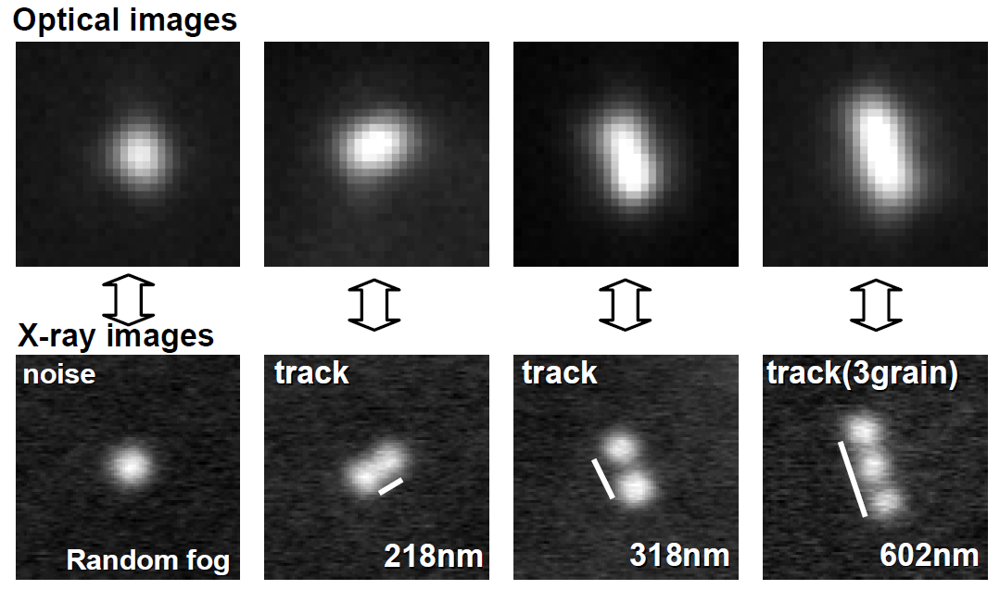 Optical images
X-ray images
noise
Random fog
track
218nm
track
318nm
track(3grain)
602nm